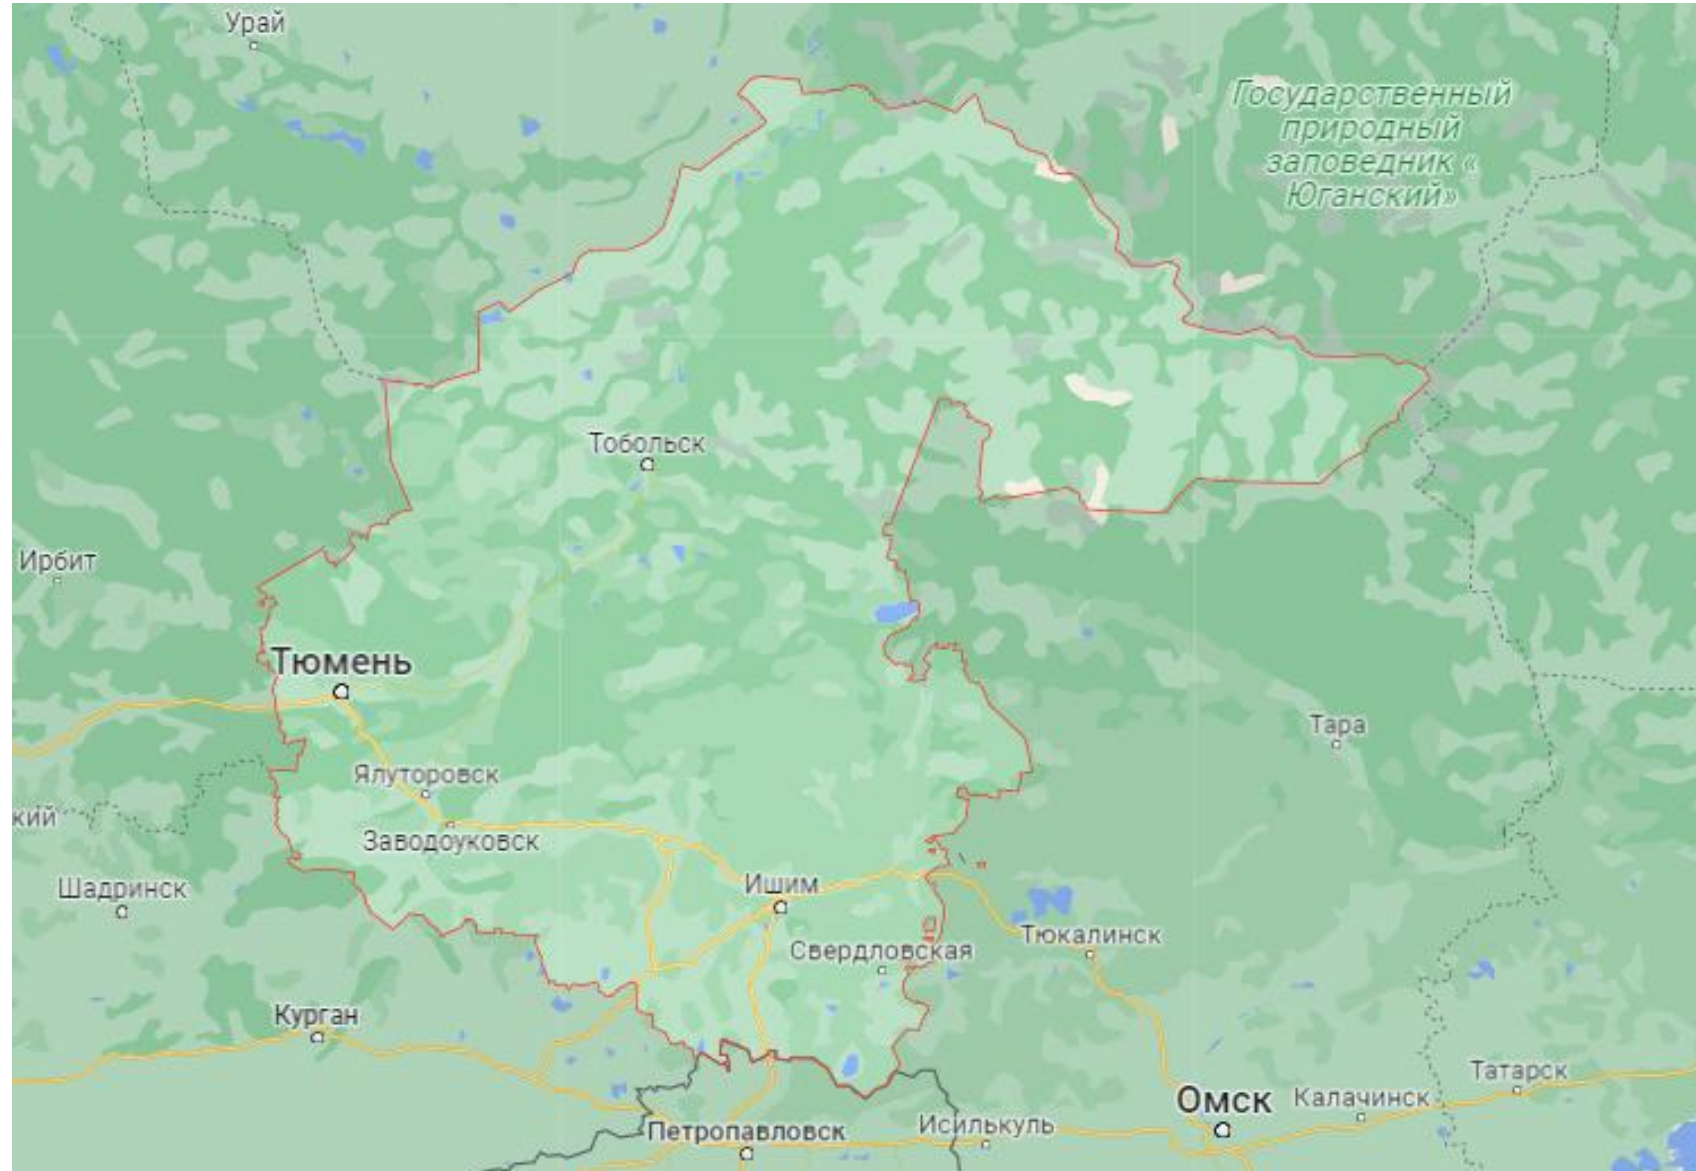 Урай
Государственный
природный
заповедник «
Юганский»
Тобольск
Ирбит
Тюмень
Тара
Ялуторовск
кий
Заводоуковск
Шадринск
Ишим
Тюкалинск
Свердловская
Курган
Татарск
Омск
Калачинск
Исилькуль
Петропавловск